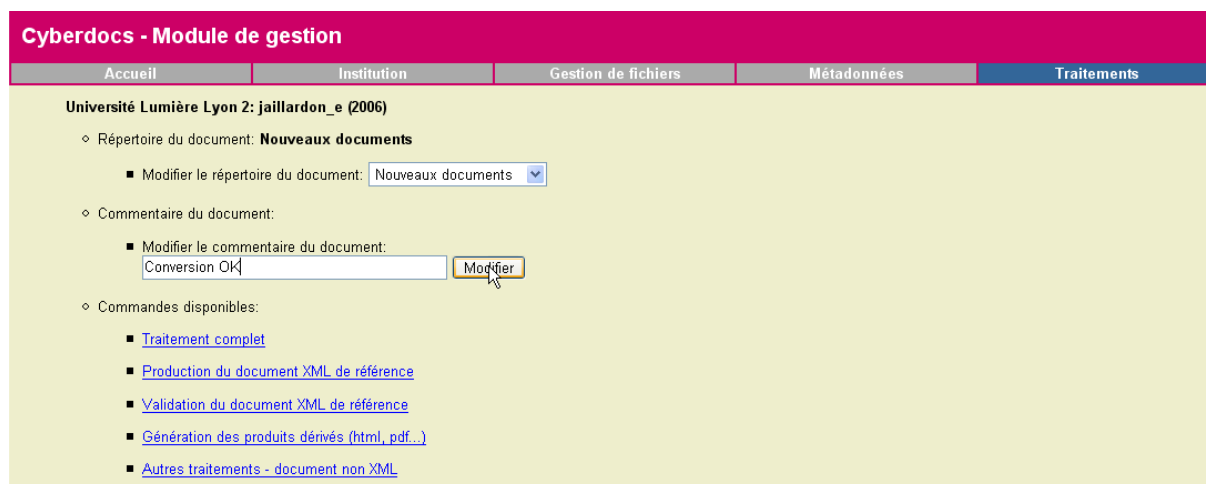 Cyberdocs - Module de gestion
Accueil Institution Gestion de fichiers Métadonnées Traitements
Université Lumière Lyon 2: jaillardon_e (2006)
Répertoire du document: Nouveaux documents
Modifier le répertoire du document: Nouveaux documents
Commentaire du document:
Modifier le commentaire du document:
Conversion OK Modifier
Commandes disponibles:
Traitement complet
Production du document XML de référence
Validation du document XML de référence
Génération des produits dérivés (html, pdf...)
Autres traitements - document non XML